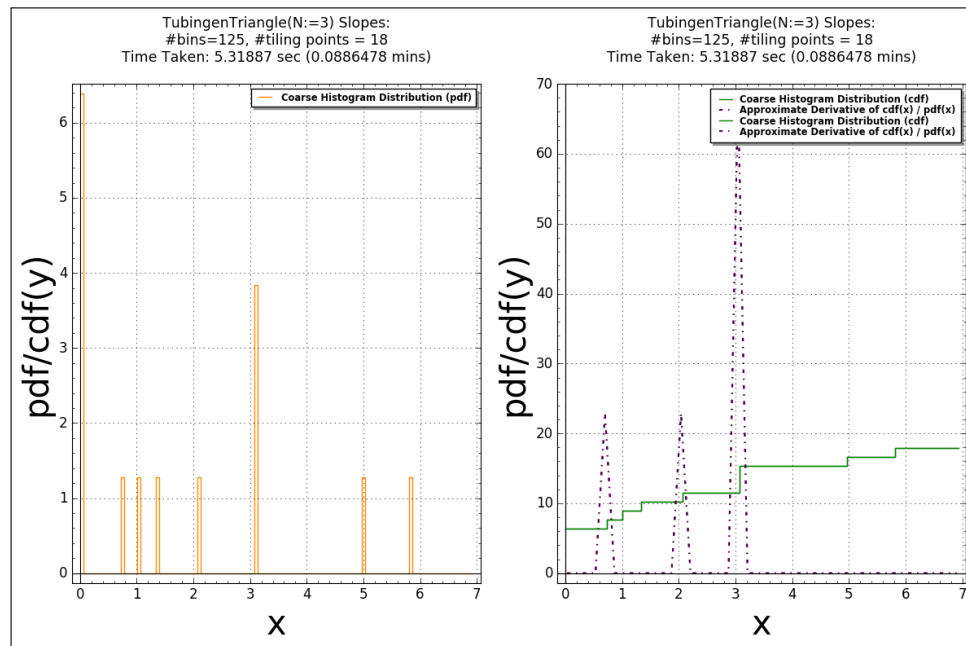 TubingenTriangle(N:=3) Slopes:
#bins=125, #tiling points = 18
Time Taken: 5.31887 sec (0.0886478 mins)
Coarse Histogram Distribution (pdf)
pdf/cdf(y)
6
5
4
3
2
1
0
0 1 2 3 4 5 6 7
x
TubingenTriangle(N:=3) Slopes:
#bins=125, #tiling points = 18
Time Taken: 5.31887 sec (0.0886478 mins)
Coarse Histogram Distribution (cdf)
Approximate Derivative of cdf(x) / pdf(x)
Coarse Histogram Distribution (cdf)
Approximate Derivative of cdf(x) / pdf(x)
pdf/cdf(y)
70
60
50
40
30
20
10
0
0 1 2 3 4 5 6 7
x